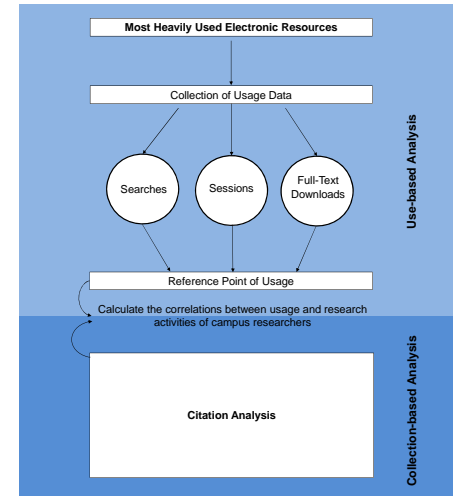 Most Heavily Used Electronic Resources
Collection of Usage Data
Use-based Analysis
Searches
Sessions
Full-Text
Downloads
Reference Point of Usage
Calculate the correlations between usage and research
activities of campus researchers
Citation Analysis
Collection-based Analysis